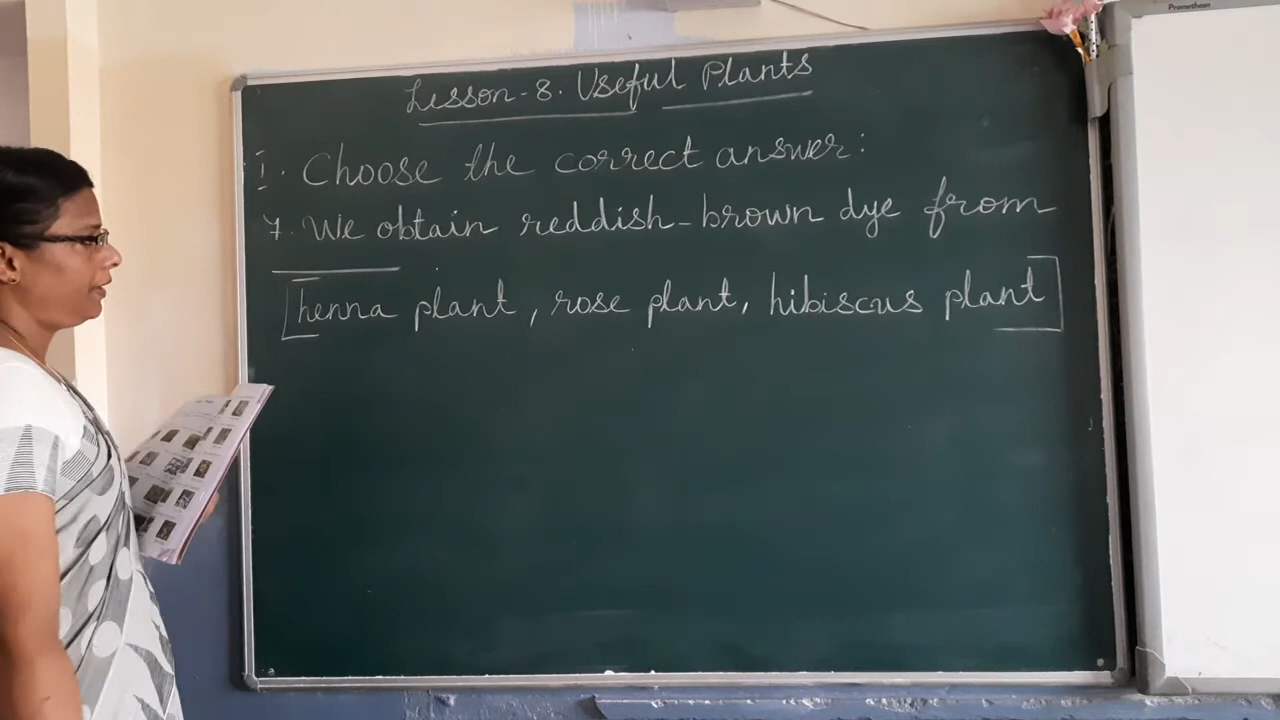 Promethean
Lesson-8. Useful Plants
I. Choose the correct answer:
7. We obtain reddish-brown dye from
[henna plant, rose plant, hibiscus plant]